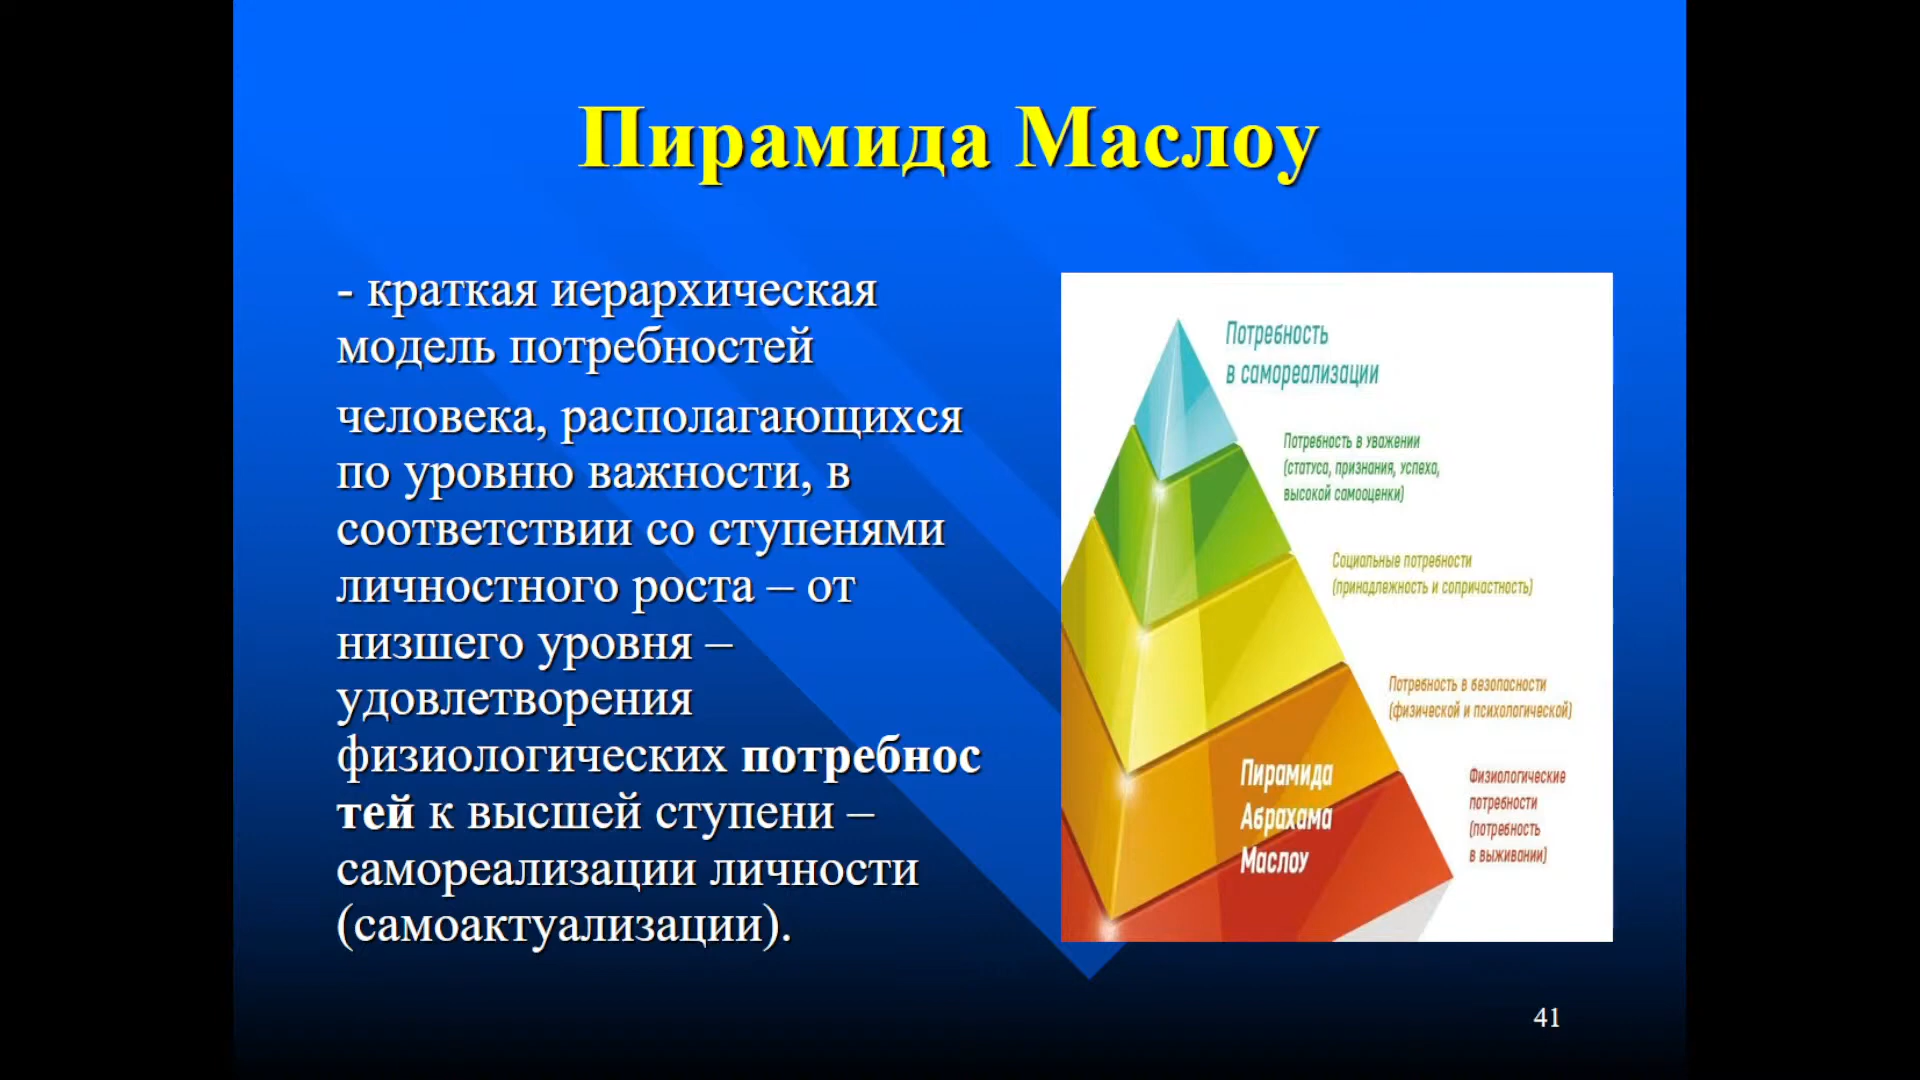 Пирамида Маслоу
- краткая иерархическая
модель потребностей
человека, располагающихся
по уровню важности, в
соответствии со ступенями
личностного роста – от
низшего уровня –
удовлетворения
физиологических потребнос
тей к высшей ступени –
самореализации личности
(самоактуализации).
Потребность
в самореализации
Потребность в уважении
(статуса, признания, успеха,
высокой самооценки)
Социальные потребности
(принадлежность и сопричастность)
Потребность в безопасности
(физической и психологической)
Физиологические
потребности
(потребность
в выживании)
Пирамида
Абрахама
Маслоу
41